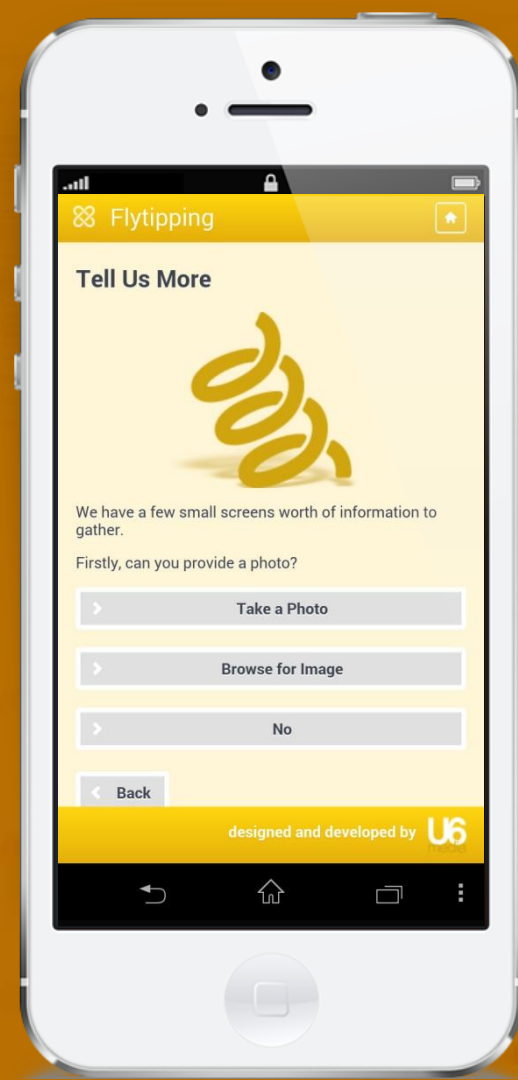 Flytipping
Tell Us More
We have a few small screens worth of information to
gather.
Firstly, can you provide a photo?
Take a Photo
Browse for Image
No
Back
designed and developed by U6
media